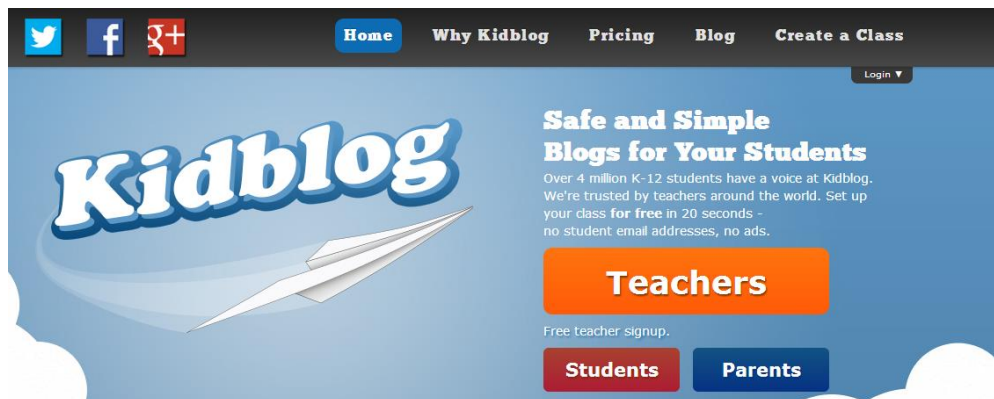 f g+ Home Why Kidblog Pricing Blog Create a Class
Login ▼
Kidblog
Safe and Simple
Blogs for Your Students
Over 4 million K-12 students have a voice at Kidblog.
We're trusted by teachers around the world. Set up
your class for free in 20 seconds -
no student email addresses, no ads.
Teachers
Free teacher signup.
Students Parents